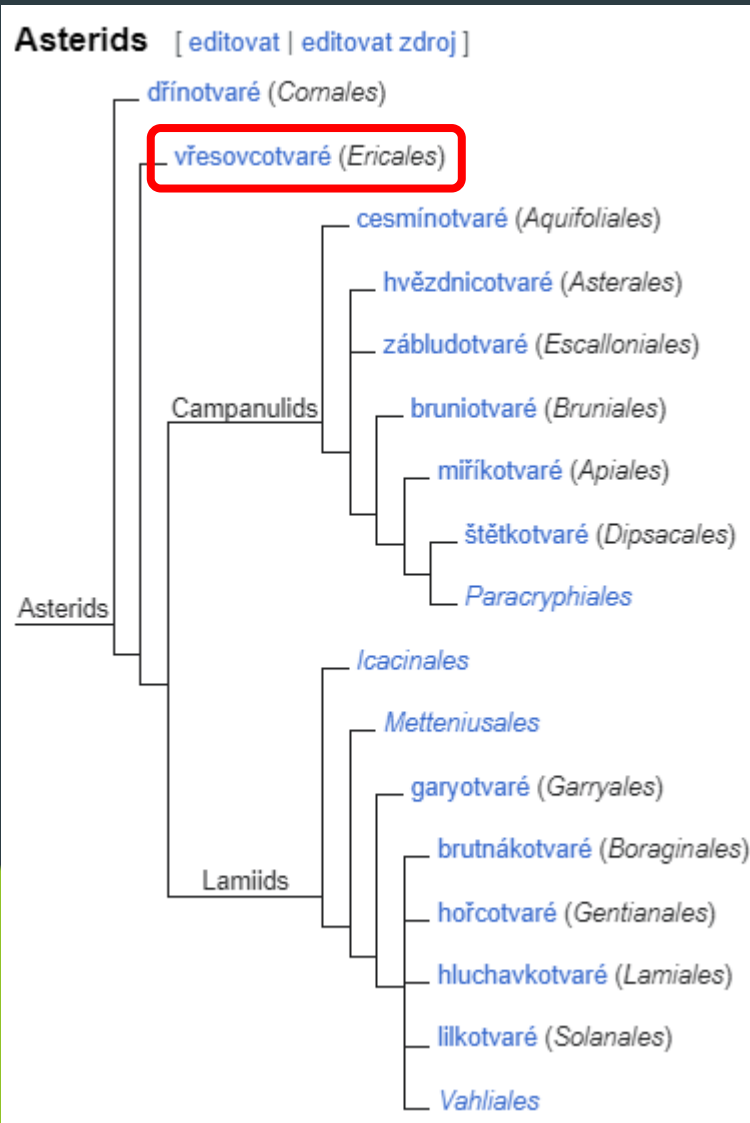 Asterids [ editovat | editovat zdroj ]
dřínotvaré (Cornales)
vřesovcotvaré (Ericales)
cesmínotvaré (Aquifoliales)
hvězdnicotvaré (Asterales)
zábludotvaré (Escalloniales)
Campanulids
bruniotvaré (Bruniales)
miříkotvaré (Apiales)
štětkotvaré (Dipsacales)
Paracryphiales
Asterids
Icacinales
Metteniusales
garyotvaré (Garryales)
brutnákotvaré (Boraginales)
Lamiids
hořcotvaré (Gentianales)
hluchavkotvaré (Lamiales)
lilkotvaré (Solanales)
Vahliales